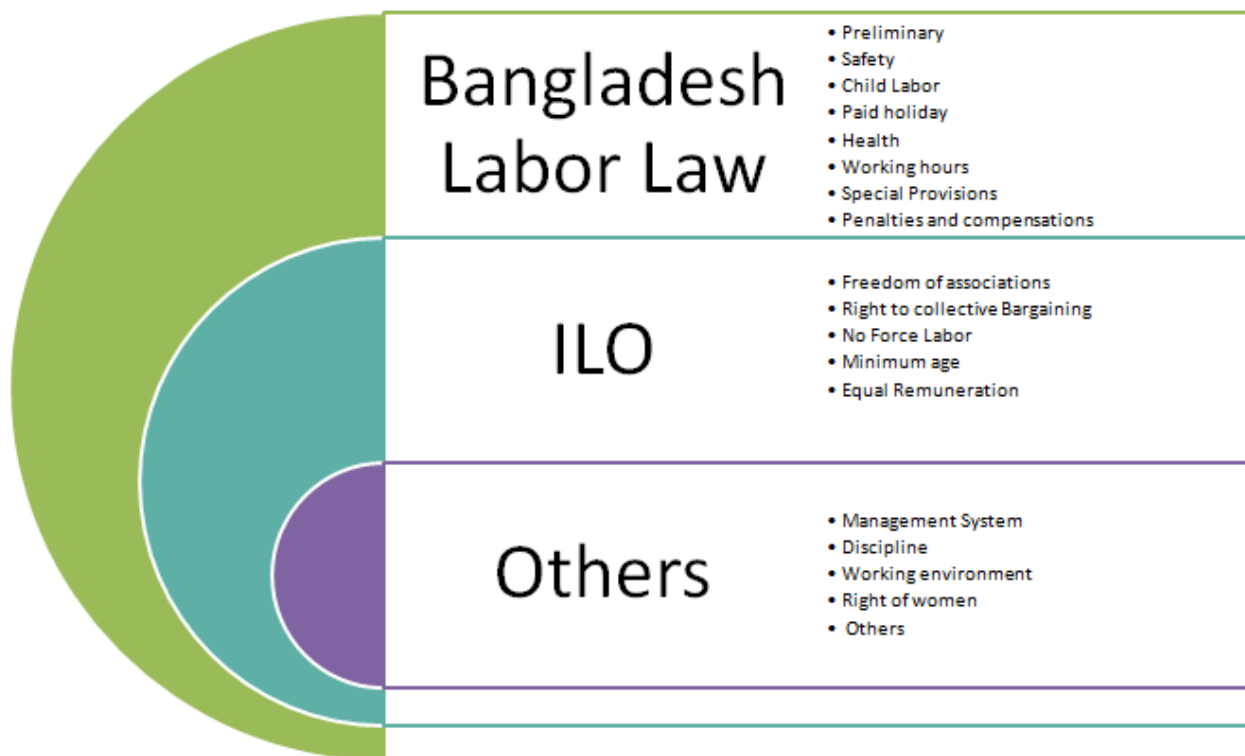 Bangladesh
Labor Law
• Preliminary
• Safety
• Child Labor
• Paid holiday
• Health
• Working hours
• Special Provisions
• Penalties and compensations
ILO
• Freedom of associations
• Right to collective Bargaining
• No Force Labor
• Minimum age
• Equal Remuneration
Others
• Management System
• Discipline
• Working environment
• Right of women
• Others